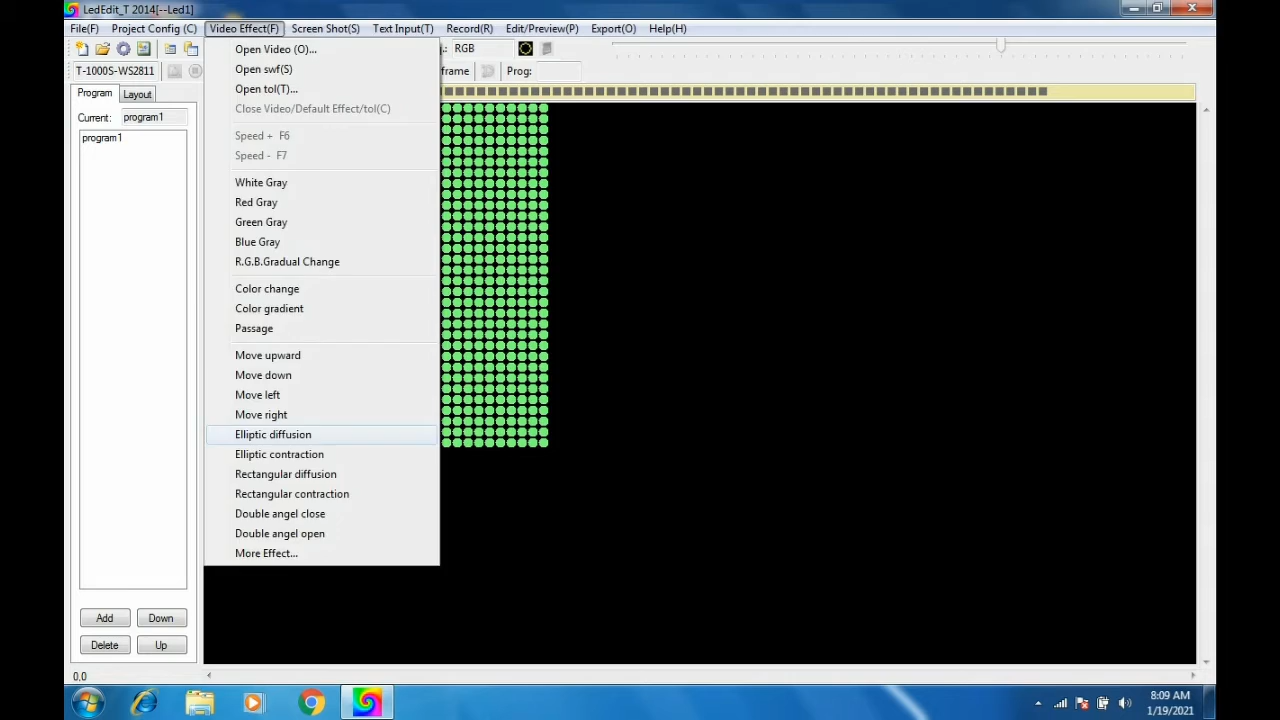 LedEdit_T 2014[--Led1]
File(F) Project Config (C) Video Effect(F) Screen Shot(S) Text Input(T) Record(R) Edit/Preview(P) Export(O) Help(H)
RGB
T-1000S-WS2811
frame Prog:
Program Layout
Current: program1
program1
Open Video (O)...
Open swf(S)
Open tol(T)...
Close Video/Default Effect/tol(C)
Speed + F6
Speed - F7
White Gray
Red Gray
Green Gray
Blue Gray
R.G.B.Gradual Change
Color change
Color gradient
Passage
Move upward
Move down
Move left
Move right
Elliptic diffusion
Elliptic contraction
Rectangular diffusion
Rectangular contraction
Double angel close
Double angel open
More Effect...
Add Down
Delete Up
0.0
8:09 AM
1/19/2021